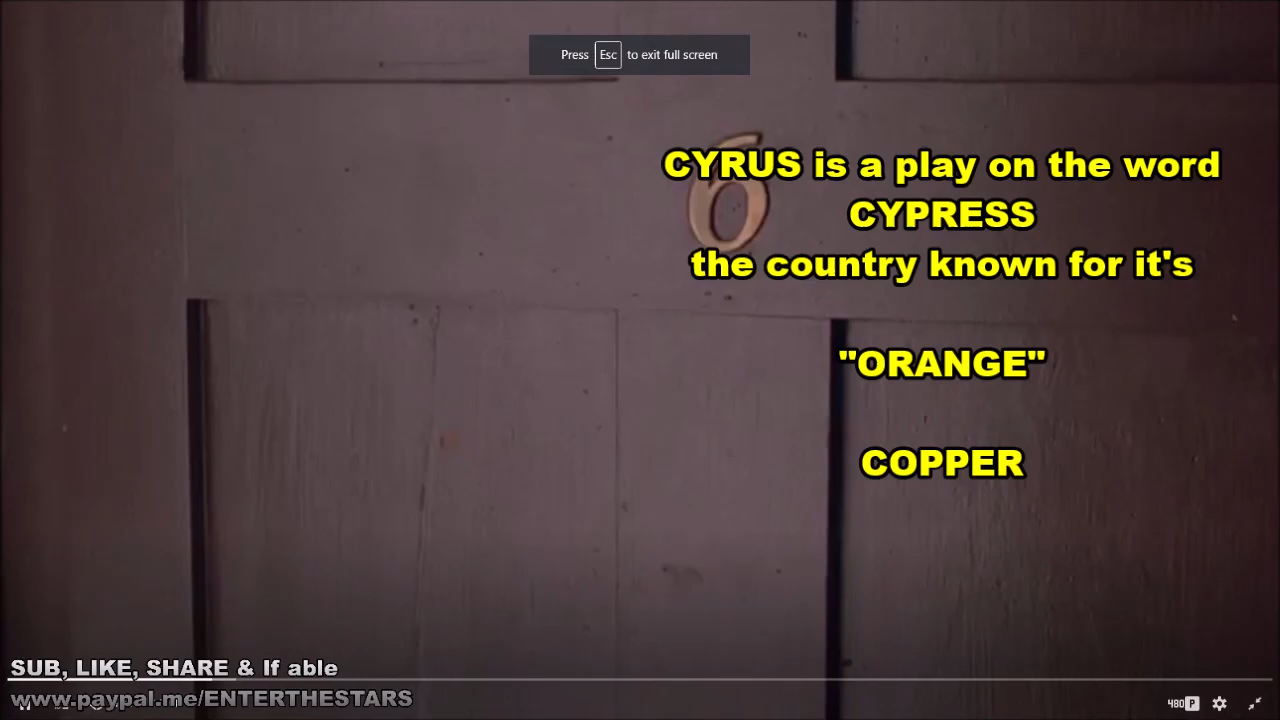 Press Esc to exit full screen
6
CYRUS is a play on the word
CYPRESS
the country known for it's
"ORANGE"
COPPER
SUB, LIKE, SHARE & If able
www.paypal.me/ENTERTHESTARS
480P